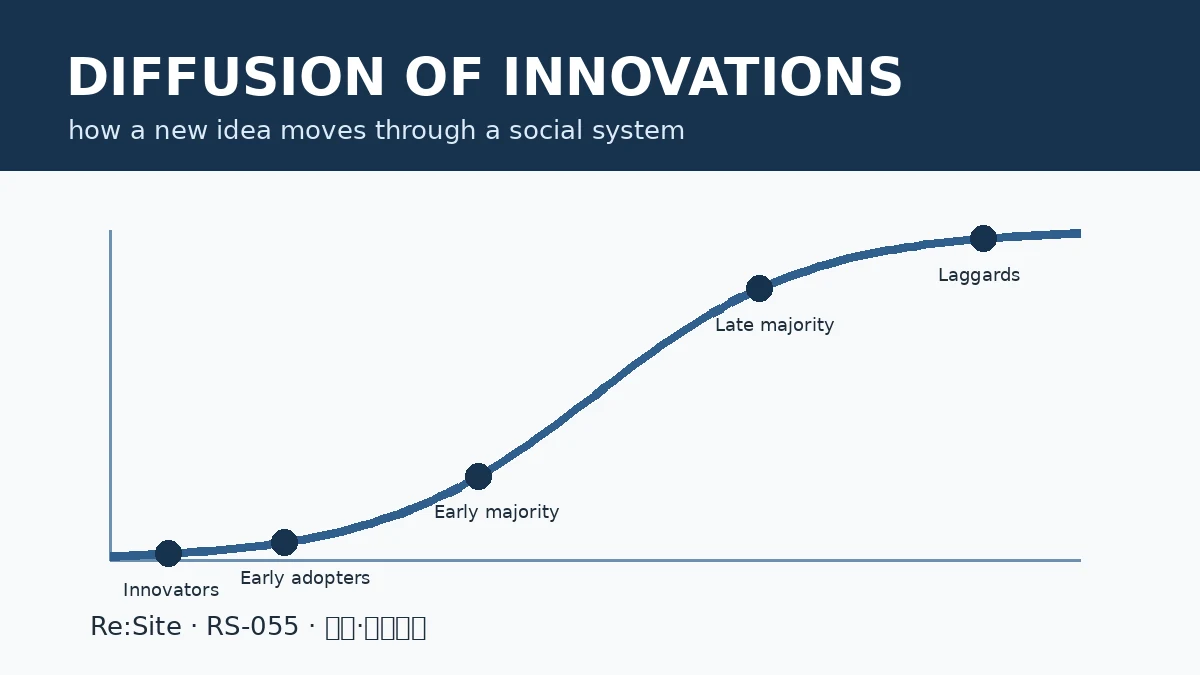 DIFFUSION OF INNOVATIONS
how a new idea moves through a social system
Laggards
Late majority
Early majority
Early adopters
Innovators
Re:Site · RS-055 ·